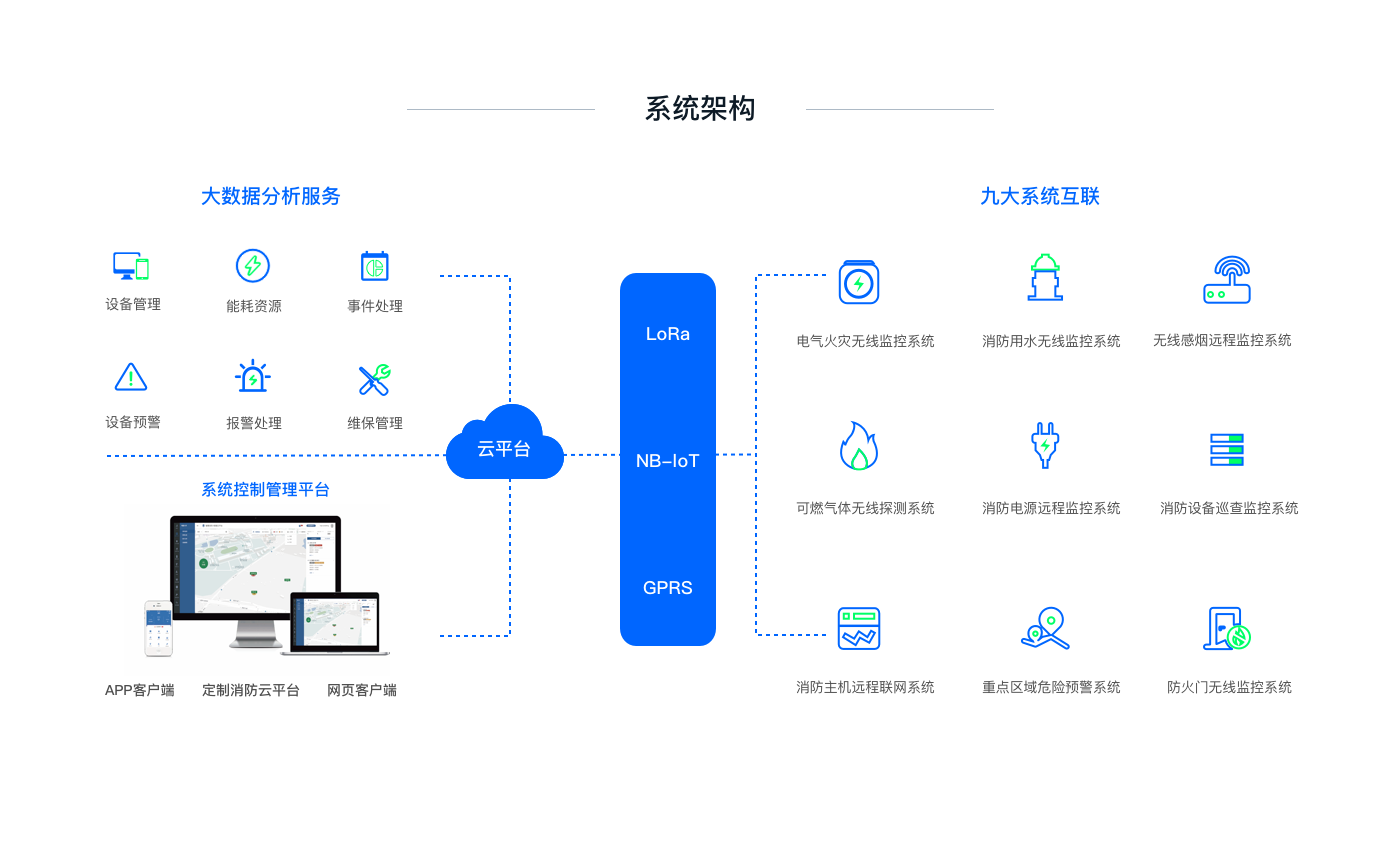 系统架构
大数据分析服务
设备管理
能耗资源
事件处理
设备预警
报警处理
维保管理
系统控制管理平台
APP客户端
定制消防云平台
网页客户端
云平台
LoRa
NB-IoT
GPRS
九大系统互联
电气火灾无线监控系统
消防用水无线监控系统
无线感烟远程监控系统
可燃气体无线探测系统
消防电源远程监控系统
消防设备巡查监控系统
消防主机远程联网系统
重点区域危险预警系统
防火门无线监控系统